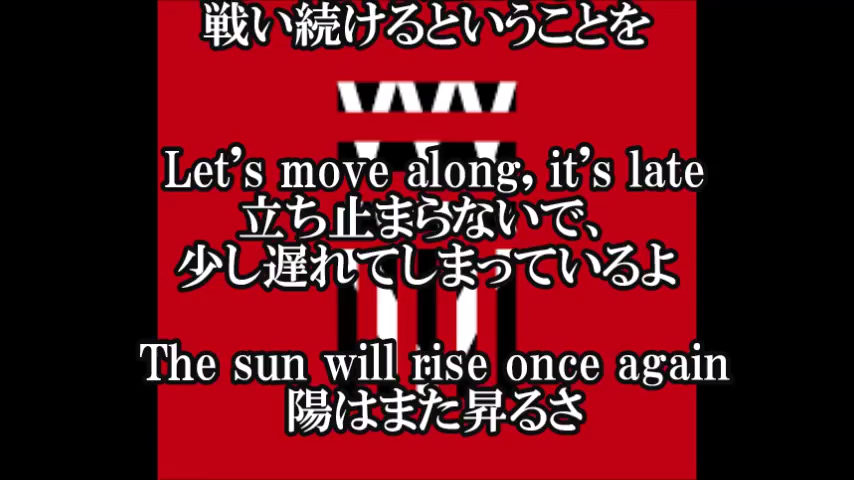 戦い続けるということを
Let's move along, it's late
立ち止まらないで、
少し遅れてしまっているよ
The sun will rise once again
陽はまた昇るさ